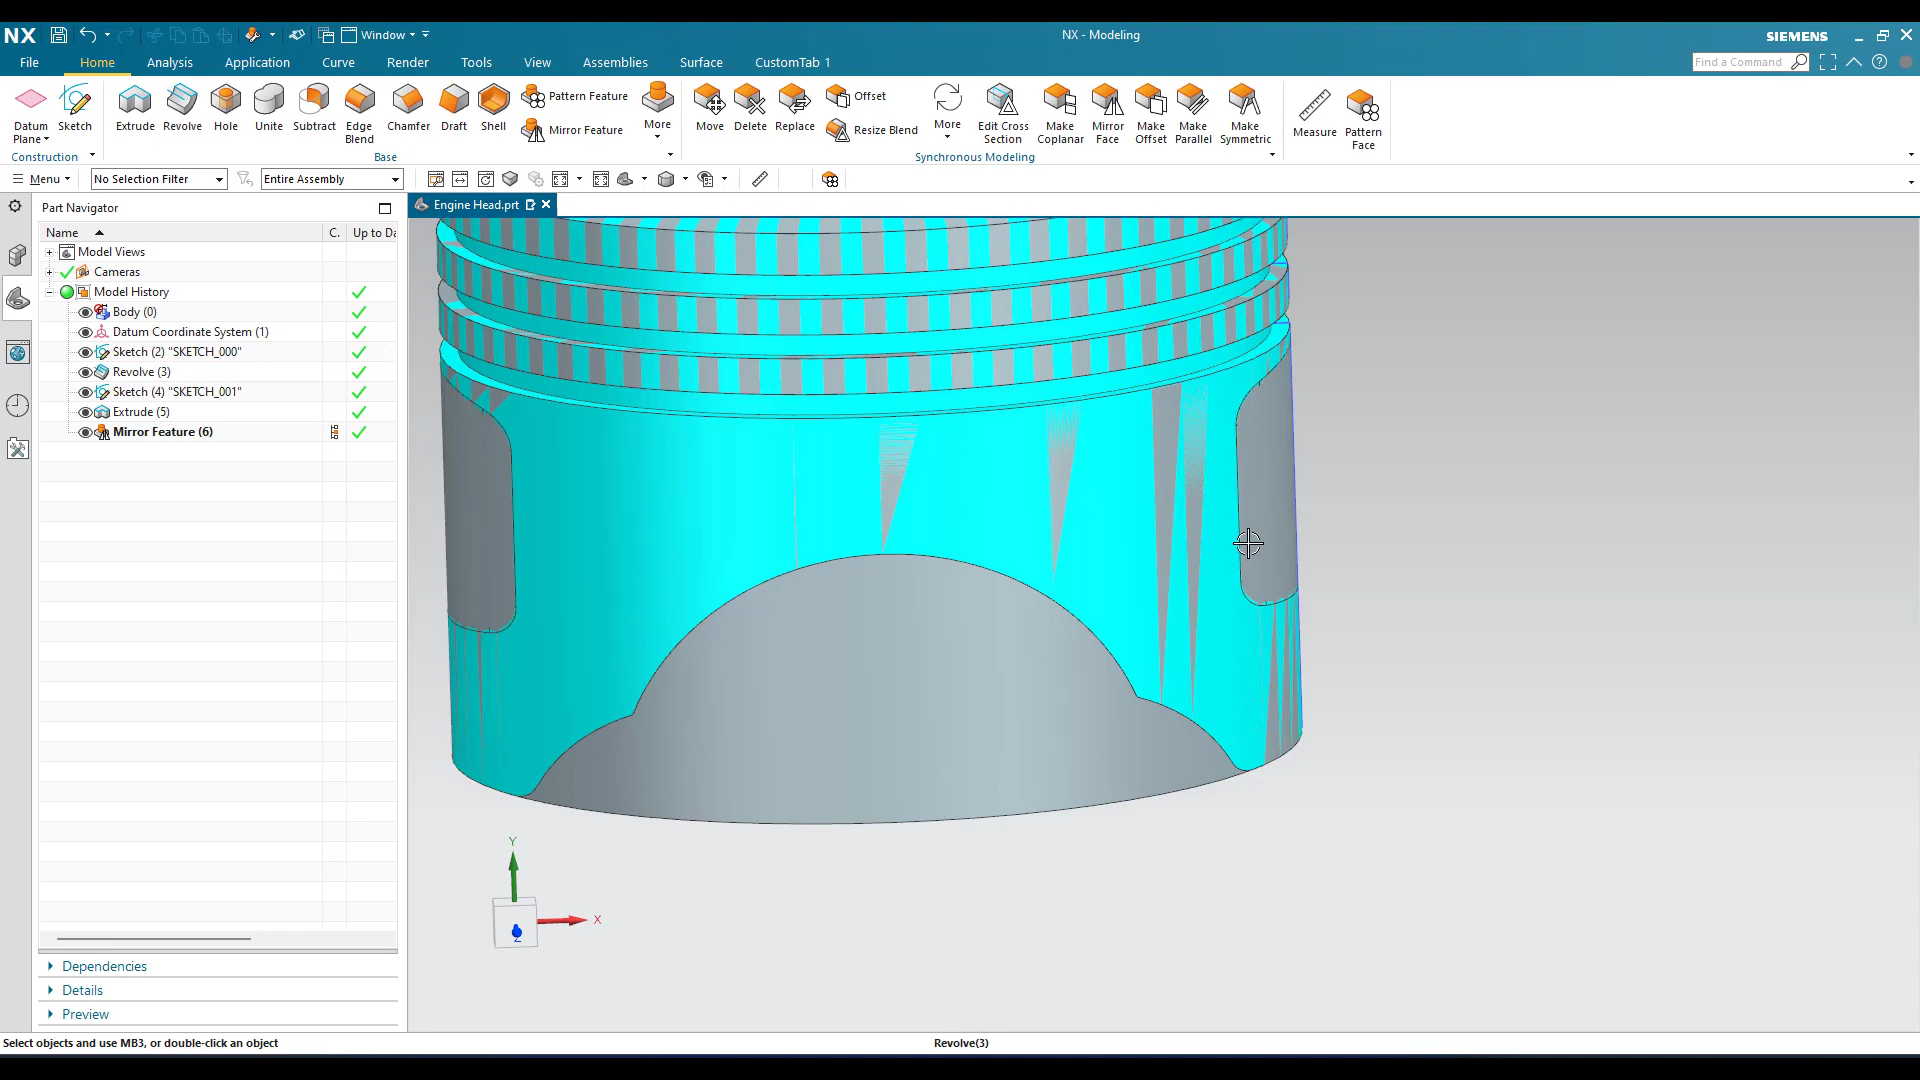 NX
Window
NX - Modeling
SIEMENS
File
Home
Analysis
Application
Curve
Render
Tools
View
Assemblies
Surface
CustomTab 1
Find a Command
Datum Plane
Sketch
Extrude
Revolve
Hole
Unite
Subtract
Edge Blend
Chamfer
Draft
Shell
Pattern Feature
Mirror Feature
More
Move
Delete
Replace
Offset
Resize Blend
More
Edit Cross Section
Make Coplanar
Mirror Face
Make Offset
Make Parallel
Make Symmetric
Measure
Pattern Face
Construction
Base
Synchronous Modeling
Menu
No Selection Filter
Entire Assembly
Part Navigator
Engine Head.prt
Name
C.
Up to Da
Model Views
Cameras
Model History
Body (0)
Datum Coordinate System (1)
Sketch (2) "SKETCH_000"
Revolve (3)
Sketch (4) "SKETCH_001"
Extrude (5)
Mirror Feature (6)
Y
X
Z
Dependencies
Details
Preview
Select objects and use MB3, or double-click an object
Revolve(3)